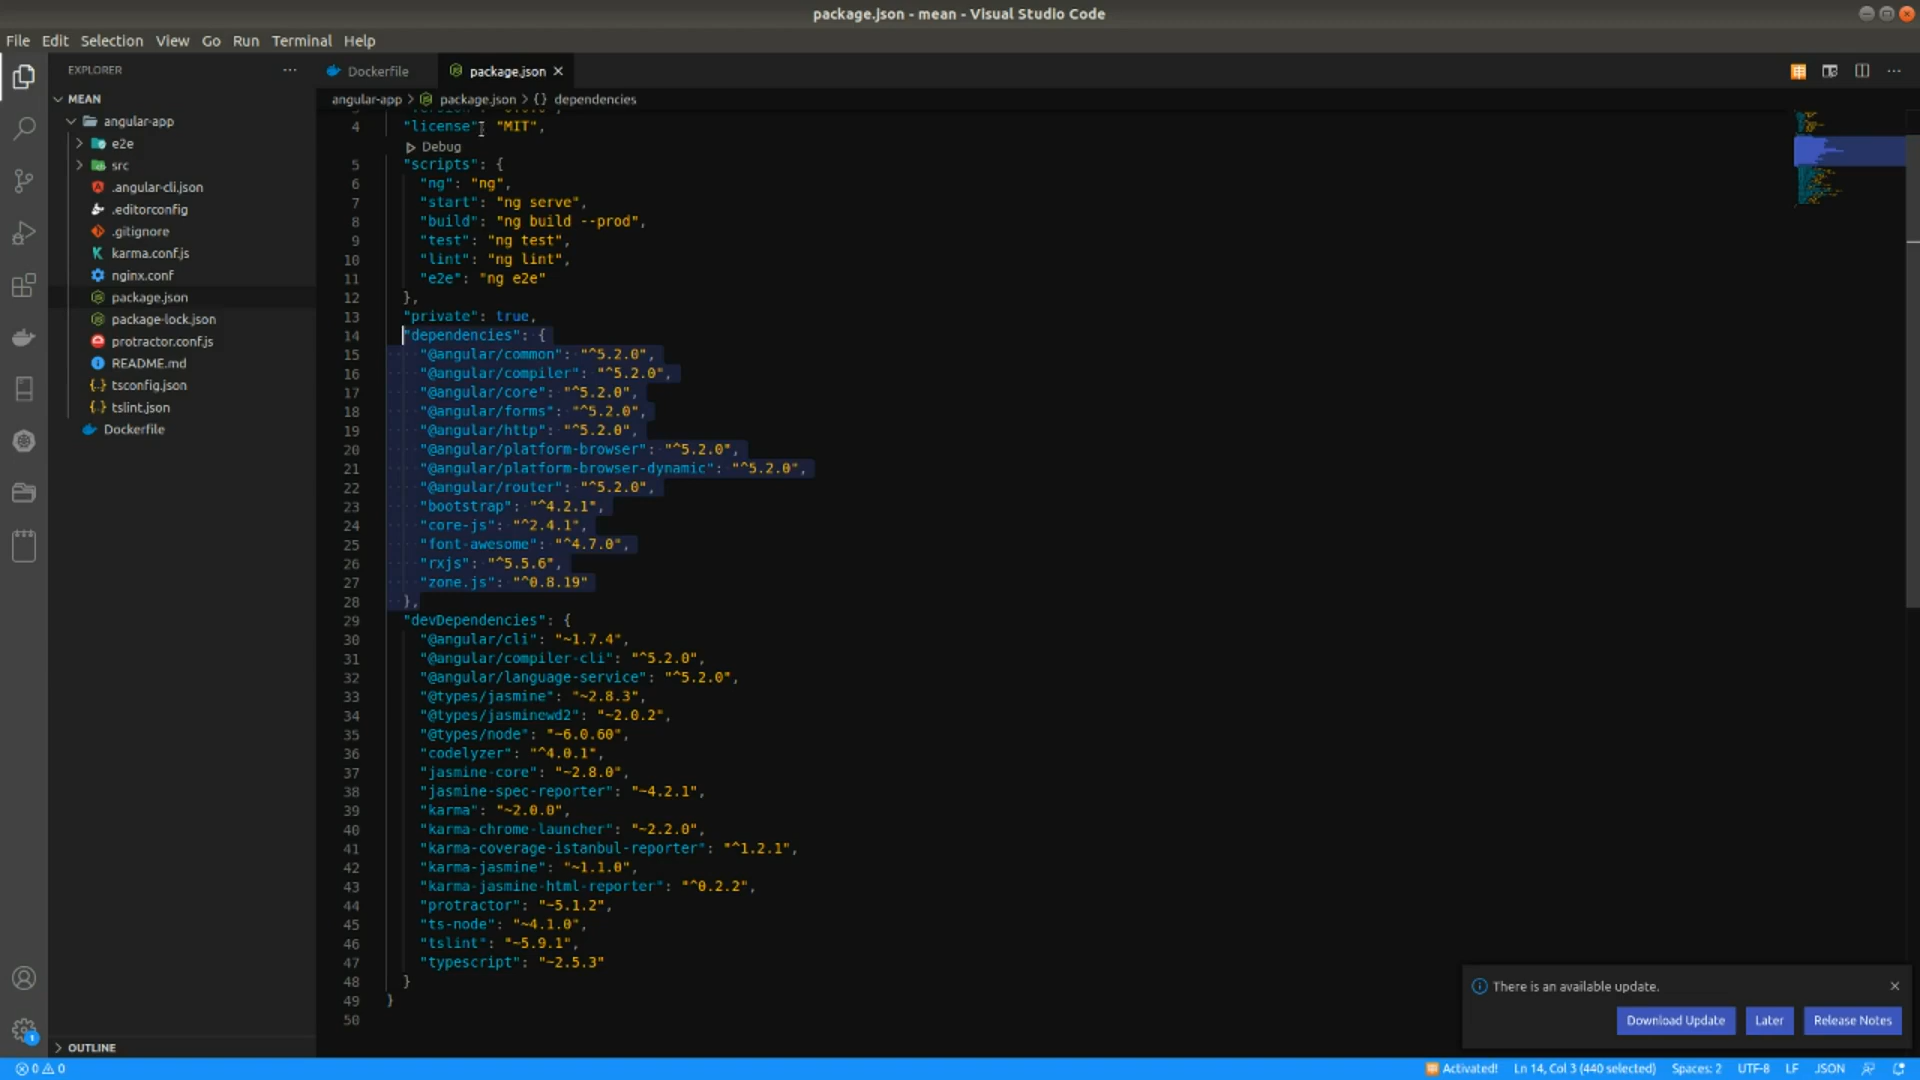 package.json - mean - Visual Studio Code
File Edit Selection View Go Run Terminal Help
EXPLORER
Dockerfile
package.json
MEAN
angular-app > package.json > {} dependencies
angular-app
e2e
src
.angular-cli.json
.editorconfig
.gitignore
karma.conf.js
nginx.conf
package.json
package-lock.json
protractor.conf.js
README.md
tsconfig.json
tslint.json
Dockerfile
OUTLINE
4 "license": "MIT",
Debug
5 "scripts": {
6 "ng": "ng",
7 "start": "ng serve",
8 "build": "ng build --prod",
9 "test": "ng test",
10 "lint": "ng lint",
11 "e2e": "ng e2e"
12 },
13 "private": true,
14 "dependencies": {
15 "@angular/common": "^5.2.0",
16 "@angular/compiler": "^5.2.0",
17 "@angular/core": "^5.2.0",
18 "@angular/forms": "^5.2.0",
19 "@angular/http": "^5.2.0",
20 "@angular/platform-browser": "^5.2.0",
21 "@angular/platform-browser-dynamic": "^5.2.0",
22 "@angular/router": "^5.2.0",
23 "bootstrap": "^4.2.1",
24 "core-js": "^2.4.1",
25 "font-awesome": "^4.7.0",
26 "rxjs": "^5.5.6",
27 "zone.js": "^0.8.19"
28 },
29 "devDependencies": {
30 "@angular/cli": "~1.7.4",
31 "@angular/compiler-cli": "^5.2.0",
32 "@angular/language-service": "^5.2.0",
33 "@types/jasmine": "~2.8.3",
34 "@types/jasminewd2": "~2.0.2",
35 "@types/node": "~6.0.60",
36 "codelyzer": "^4.0.1",
37 "jasmine-core": "~2.8.0",
38 "jasmine-spec-reporter": "~4.2.1",
39 "karma": "~2.0.0",
40 "karma-chrome-launcher": "~2.2.0",
41 "karma-coverage-istanbul-reporter": "^1.2.1",
42 "karma-jasmine": "~1.1.0",
43 "karma-jasmine-html-reporter": "^0.2.2",
44 "protractor": "~5.1.2",
45 "ts-node": "~4.1.0",
46 "tslint": "~5.9.1",
47 "typescript": "~2.5.3"
48 }
49 }
50
There is an available update.
Download Update
Later
Release Notes
1
0 0
Activated! Ln 14, Col 3 (440 selected) Spaces: 2 UTF-8 LF JSON